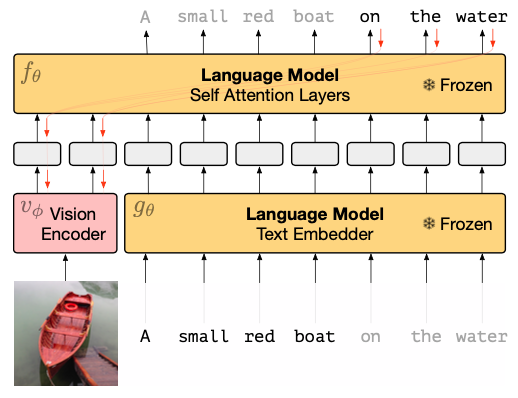 A small red boat on the water
fθ
Language Model
Self Attention Layers
❄ Frozen
vϕ Vision
Encoder
gθ
Language Model
Text Embedder
❄ Frozen
A small red boat on the water